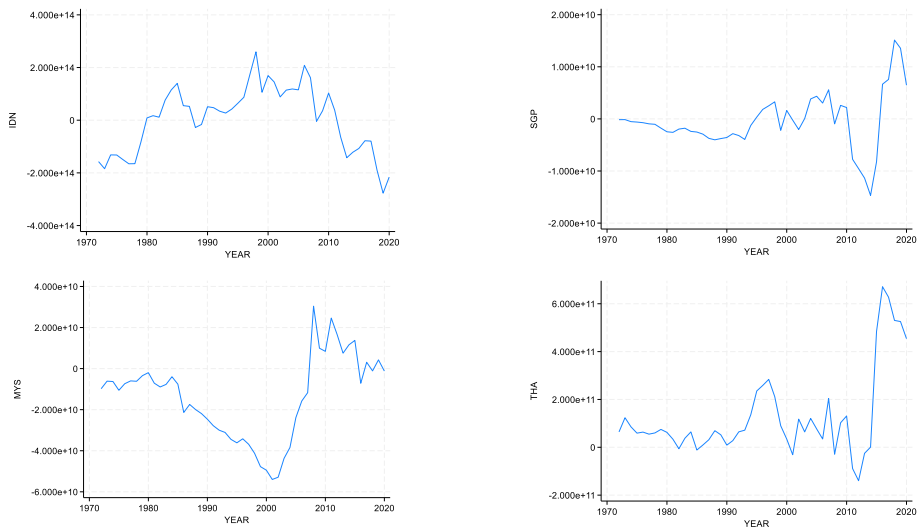 4.000e+14
2.000e+14
0
-2.000e+14
-4.000e+14
IDN
1970 1980 1990 2000 2010 2020
YEAR
2.000e+10
1.000e+10
0
-1.000e+10
-2.000e+10
SGP
1970 1980 1990 2000 2010 2020
YEAR
4.000e+10
2.000e+10
0
-2.000e+10
-4.000e+10
-6.000e+10
MYS
1970 1980 1990 2000 2010 2020
YEAR
6.000e+11
4.000e+11
2.000e+11
0
-2.000e+11
THA
1970 1980 1990 2000 2010 2020
YEAR